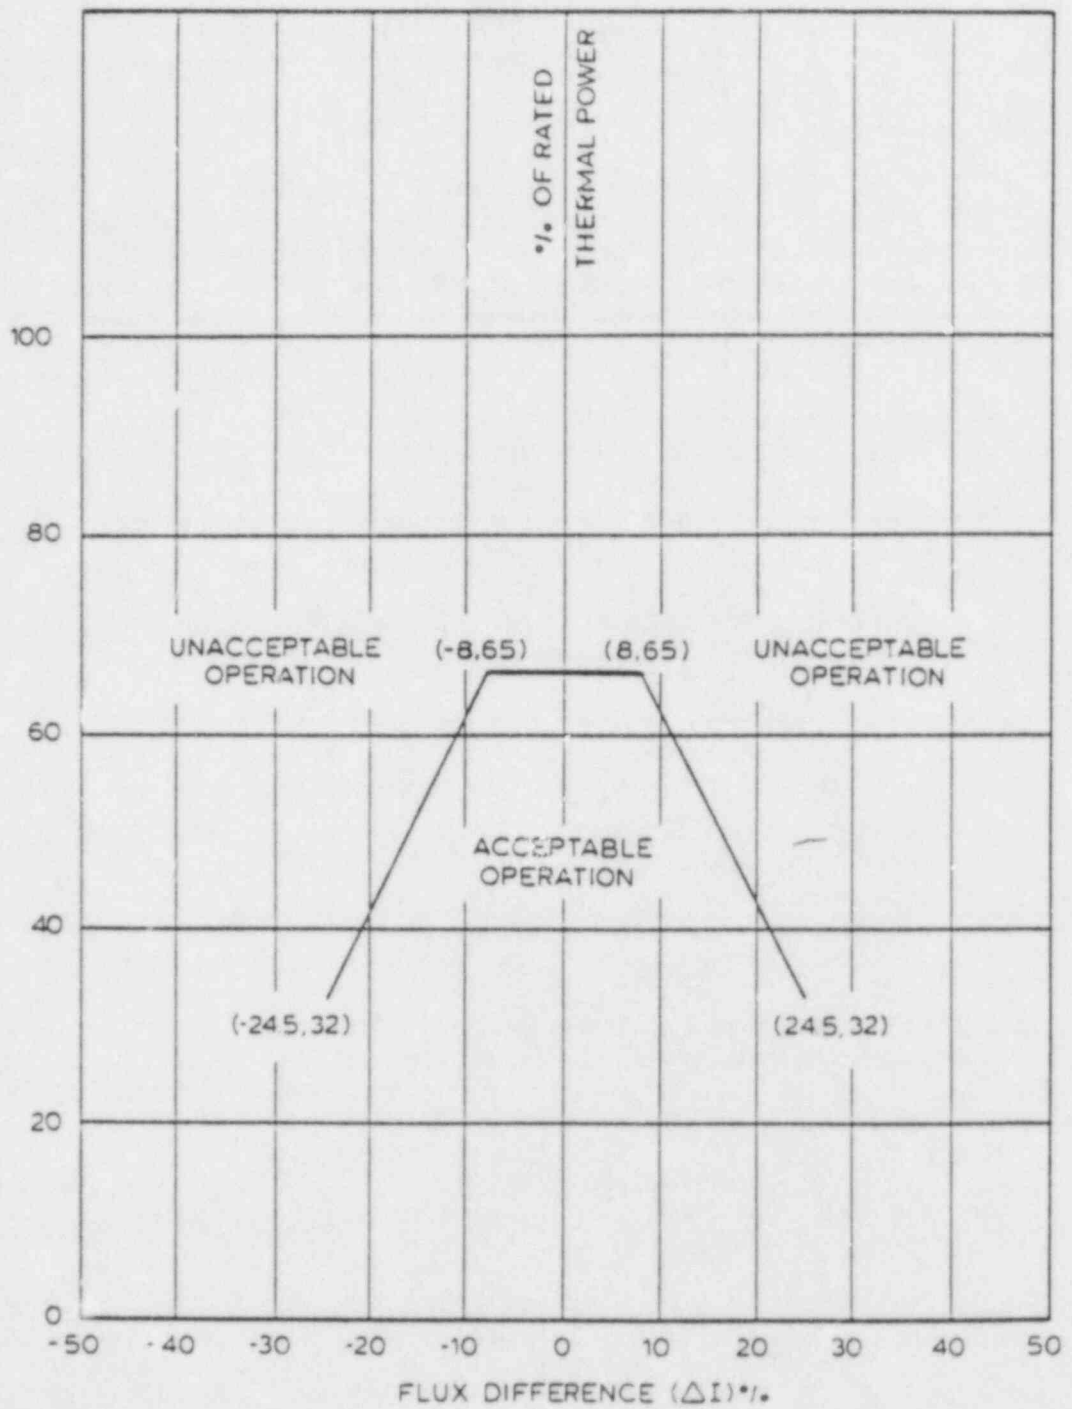 % OF RATED
THERMAL POWER
100
80
UNACCEPTABLE
OPERATION
(-8,65)
(8,65)
UNACCEPTABLE
OPERATION
60
ACCEPTABLE
OPERATION
40
(-24.5,32)
(24.5,32)
20
0
-50 -40 -30 -20 -10 0 10 20 30 40 50
FLUX DIFFERENCE (ΔI)%